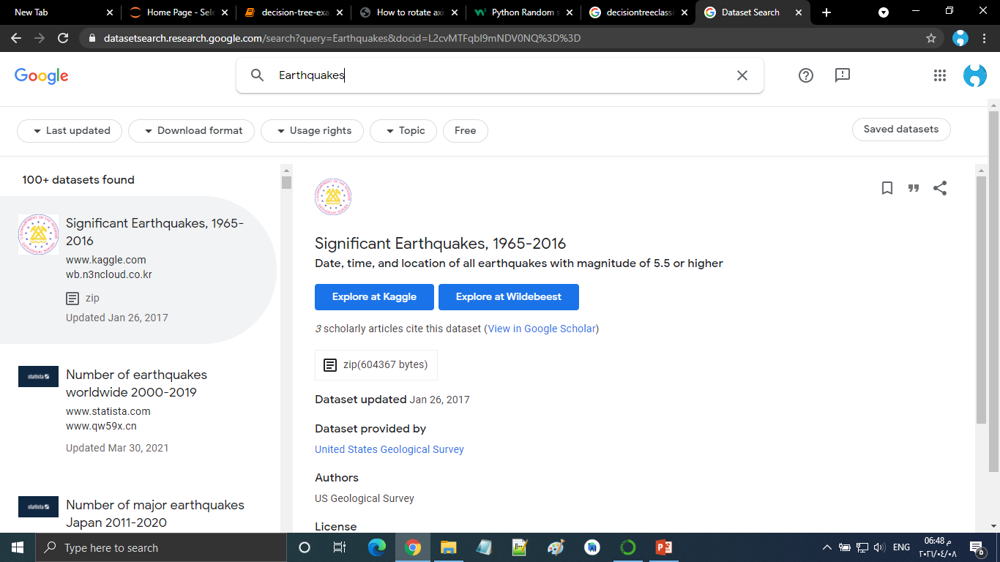 New Tab
Home Page - Sele
decision-tree-exa
How to rotate axi
Python Random s
decisiontreeclassi
Dataset Search
datasetsearch.research.google.com/search?query=Earthquakes&docid=L2cvMTFqbl9mNDV0NQ%3D%3D
Google
Earthquakes
Last updated
Download format
Usage rights
Topic
Free
Saved datasets
100+ datasets found
Significant Earthquakes, 1965-
2016
www.kaggle.com
wb.n3ncloud.co.kr
zip
Updated Jan 26, 2017
statista
Number of earthquakes
worldwide 2000-2019
www.statista.com
www.qw59x.cn
Updated Mar 30, 2021
statista
Number of major earthquakes
Japan 2011-2020
Significant Earthquakes, 1965-2016
Date, time, and location of all earthquakes with magnitude of 5.5 or higher
Explore at Kaggle
Explore at Wildebeest
3 scholarly articles cite this dataset (View in Google Scholar)
zip(604367 bytes)
Dataset updated Jan 26, 2017
Dataset provided by
United States Geological Survey
Authors
US Geological Survey
License
Type here to search
ENG
06:48 م
٢٠٢١/٠٤/٠٨